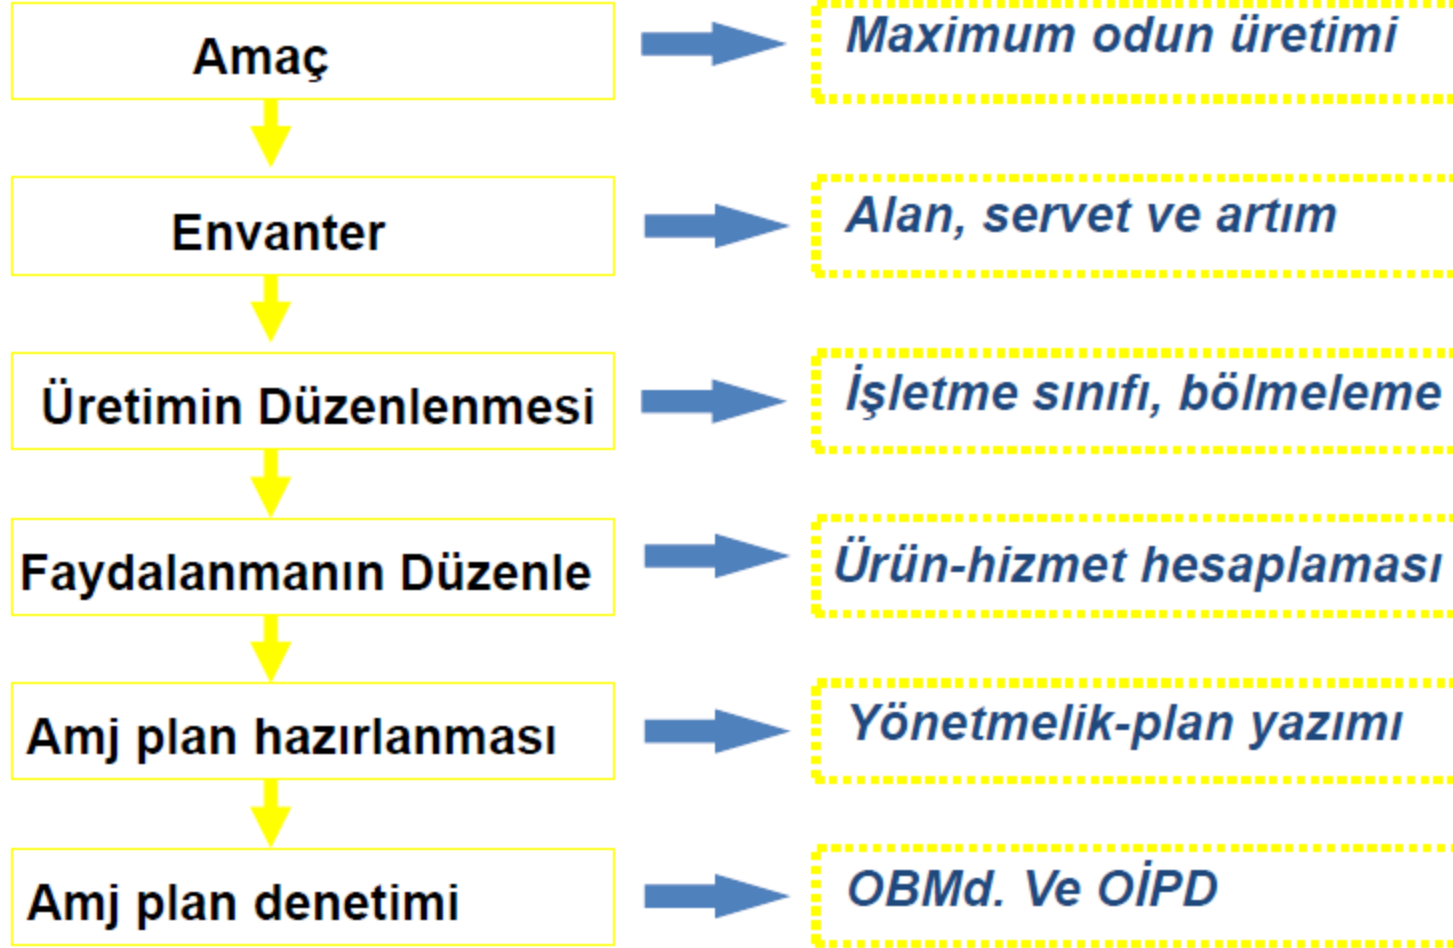 Amaç
Maximum odun üretimi
Envanter
Alan, servet ve artım
Üretimin Düzenlenmesi
İşletme sınıfı, bölmeleme
Faydalanmanın Düzenle
Ürün-hizmet hesaplaması
Amj plan hazırlanması
Yönetmelik-plan yazımı
Amj plan denetimi
OBMd. Ve OİPD